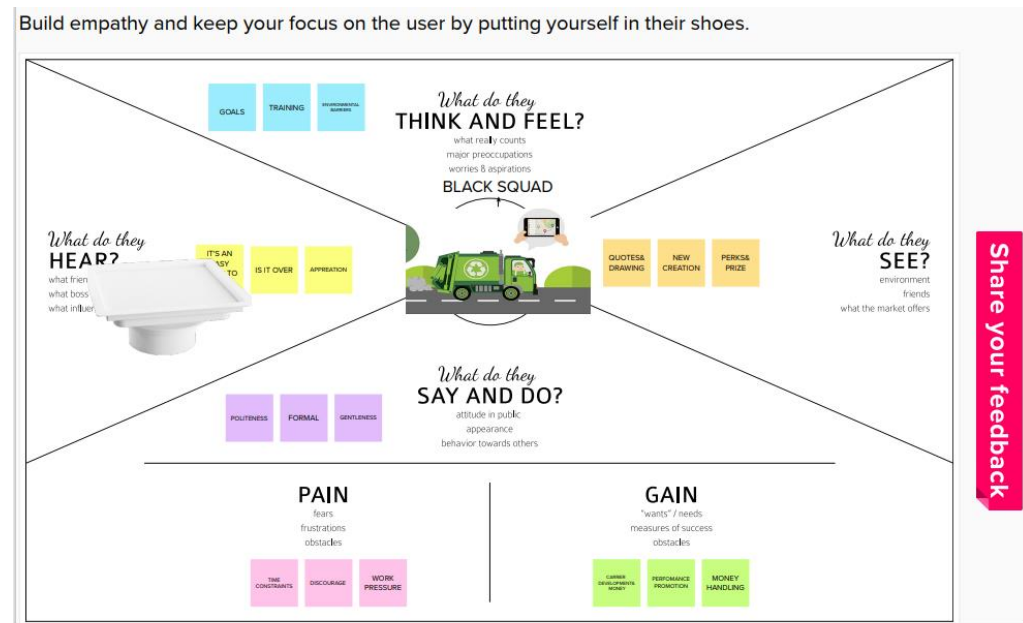 Build empathy and keep your focus on the user by putting yourself in their shoes.
GOALS
TRAINING
ENVIRONMENTAL
BARRIERS
What do they
THINK AND FEEL?
what really counts
major preoccupations
worries & aspirations
BLACK SQUAD
What do they
HEAR?
what
what boss
what
IT'S AN
TO
IS IT OVER
APPREATION
QUOTES&
DRAWING
NEW
CREATION
PERKS&
PRIZE
What do they
SEE?
environment
friends
what the market offers
What do they
SAY AND DO?
attitude in public
appearance
behavior towards others
POLITENESS
FORMAL
GENTLENESS
PAIN
fears
frustrations
obstacles
TIME
CONSTRAINTS
DISCOURAGE
WORK
PRESSURE
GAIN
"wants" / needs
measures of success
obstacles
MONEY
PERFOMANCE
PROMOTION
MONEY
HANDLING
Share your feedback